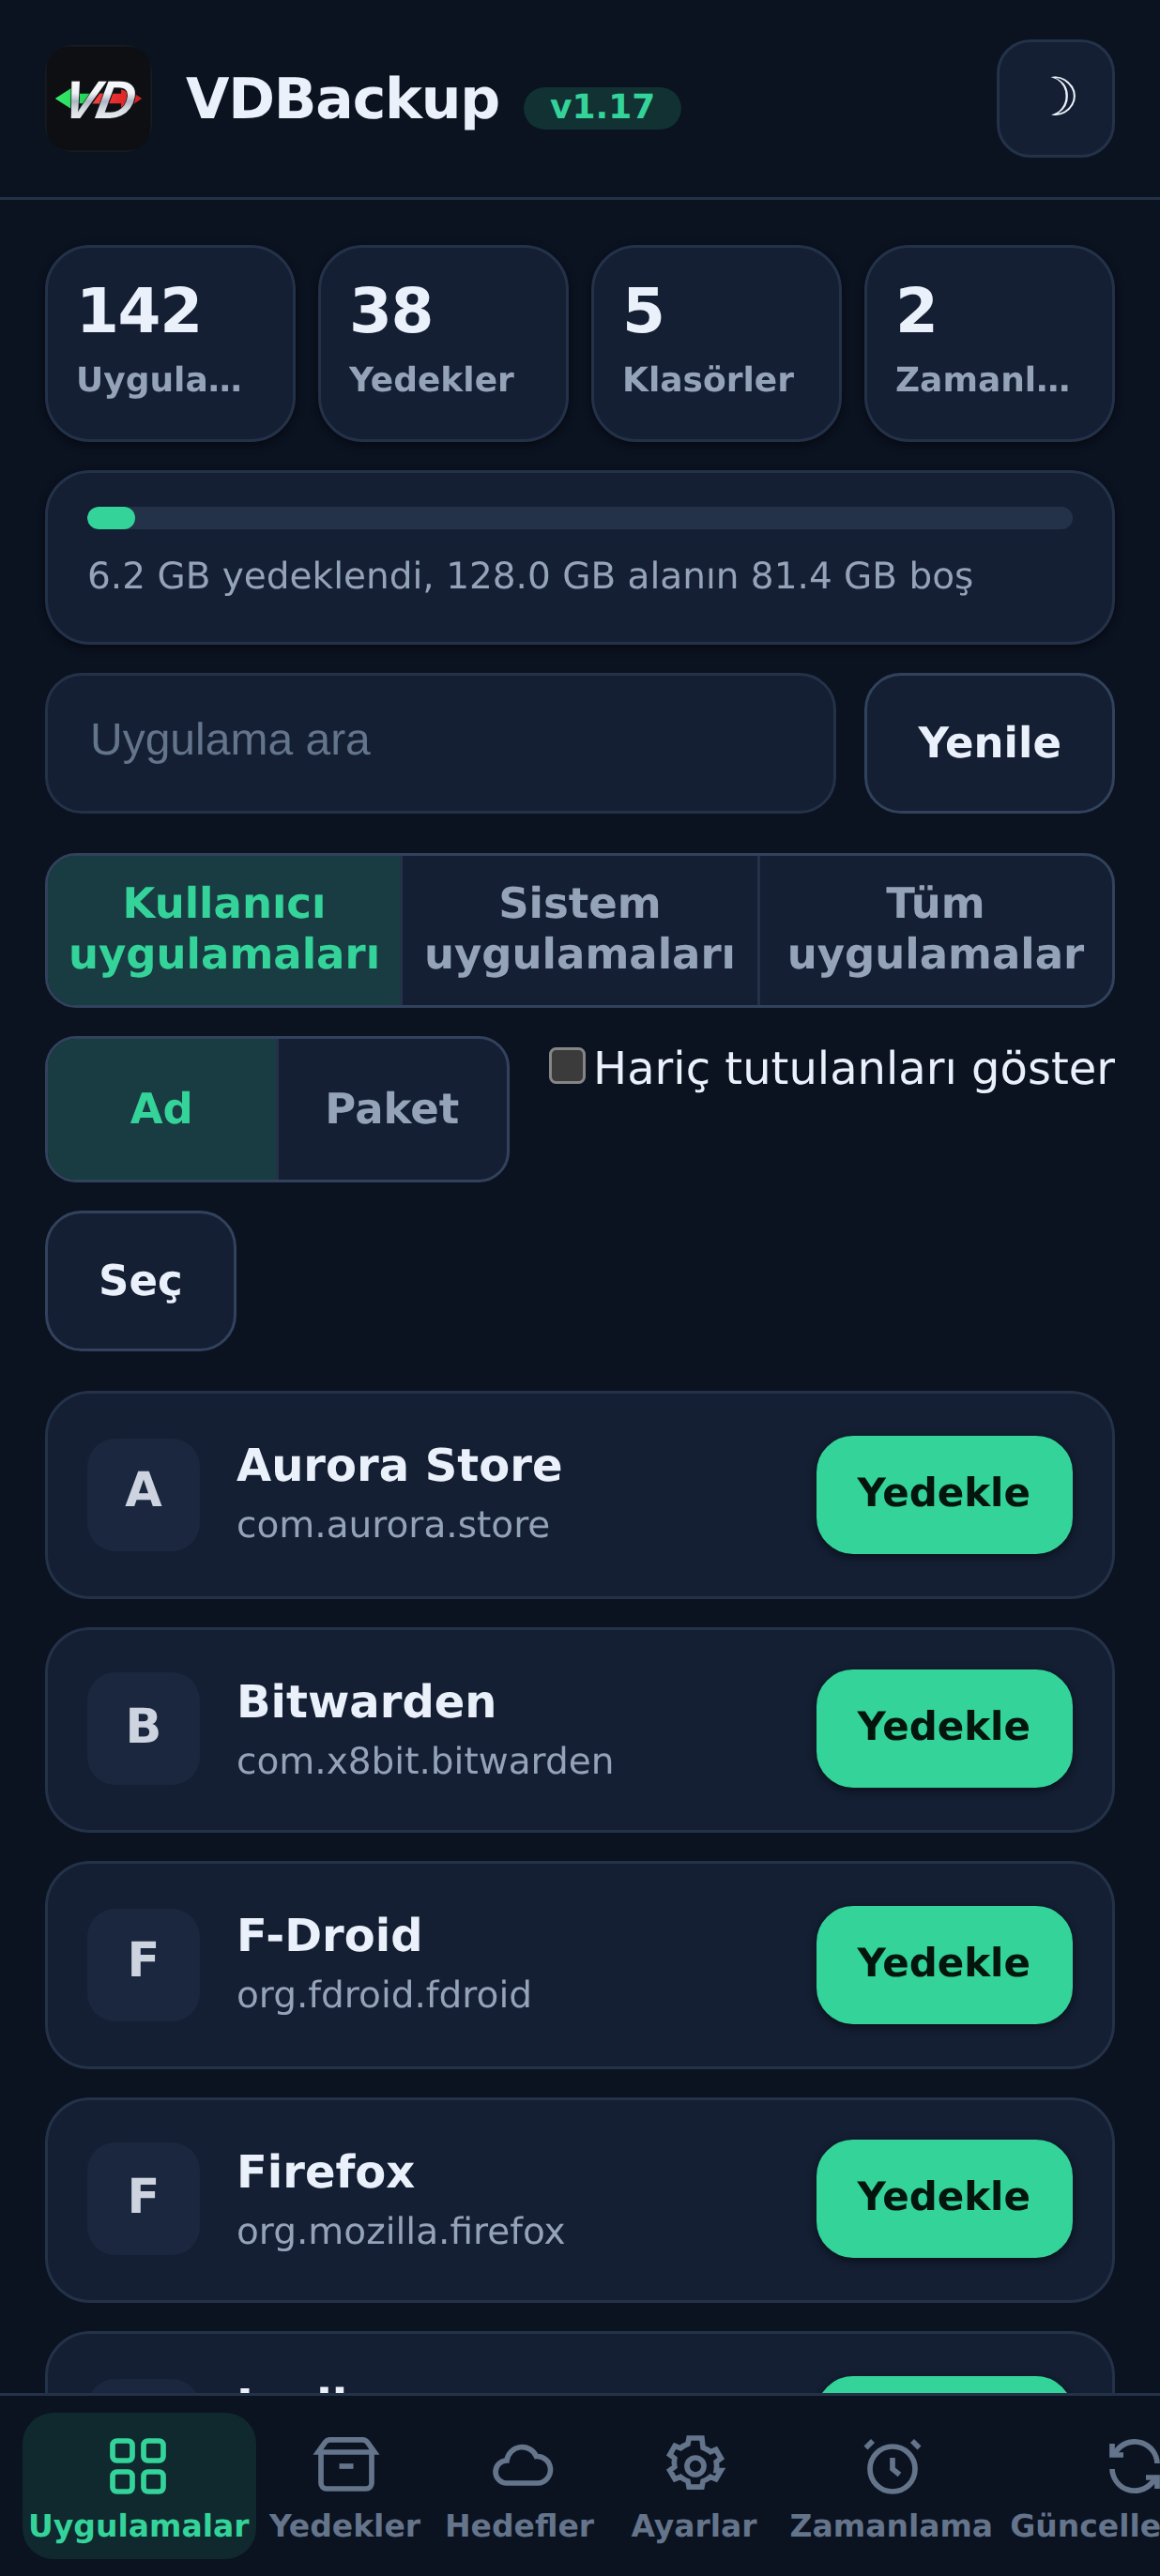 VD
VDBackup v1.17
142
Uygula…
38
Yedekler
5
Klasörler
2
Zamanl…
6.2 GB yedeklendi, 128.0 GB alanın 81.4 GB boş
Uygulama ara
Yenile
Kullanıcı
uygulamaları
Sistem
uygulamaları
Tüm
uygulamalar
Ad
Paket
Hariç tutulanları göster
Seç
A
Aurora Store
com.aurora.store
Yedekle
B
Bitwarden
com.x8bit.bitwarden
Yedekle
F
F-Droid
org.fdroid.fdroid
Yedekle
F
Firefox
org.mozilla.firefox
Yedekle
Uygulamalar
Yedekler
Hedefler
Ayarlar
Zamanlama
Güncelle